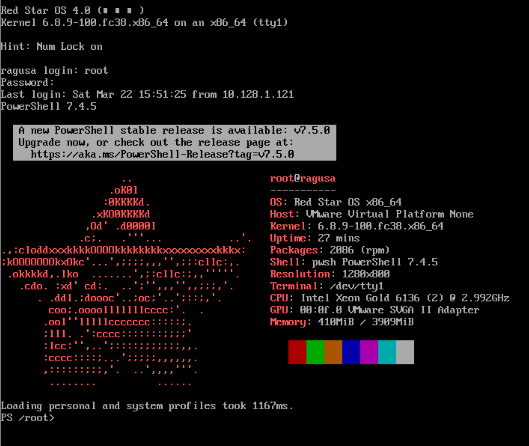 Red Star OS 4.0 (■ ■ ■ )
Kernel 6.8.9-100.fc38.x86_64 on an x86_64 (tty1)
Hint: Num Lock on
ragusa login: root
Password:
Last login: Sat Mar 22 15:51:25 from 10.128.1.121
PowerShell 7.4.5
A new PowerShell stable release is available: v7.5.0
Upgrade now, or check out the release page at:
https://aka.ms/PowerShell-Release?tag=v7.5.0
root@ragusa
-----------
OS: Red Star OS x86_64
Host: VMware Virtual Platform None
Kernel: 6.8.9-100.fc38.x86_64
Uptime: 27 mins
Packages: 2086 (rpm)
Shell: pwsh PowerShell 7.4.5
Resolution: 1280x800
Terminal: /dev/tty1
CPU: Intel Xeon Gold 6136 (2) @ 2.992GHz
GPU: 00:0f.0 VMware SVGA II Adapter
Memory: 410MiB / 3909MiB
Loading personal and system profiles took 1167ms.
PS /root>